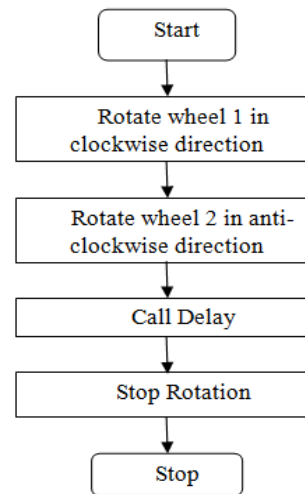 Start
Rotate wheel 1 in
clockwise direction
Rotate wheel 2 in anti-
clockwise direction
Call Delay
Stop Rotation
Stop